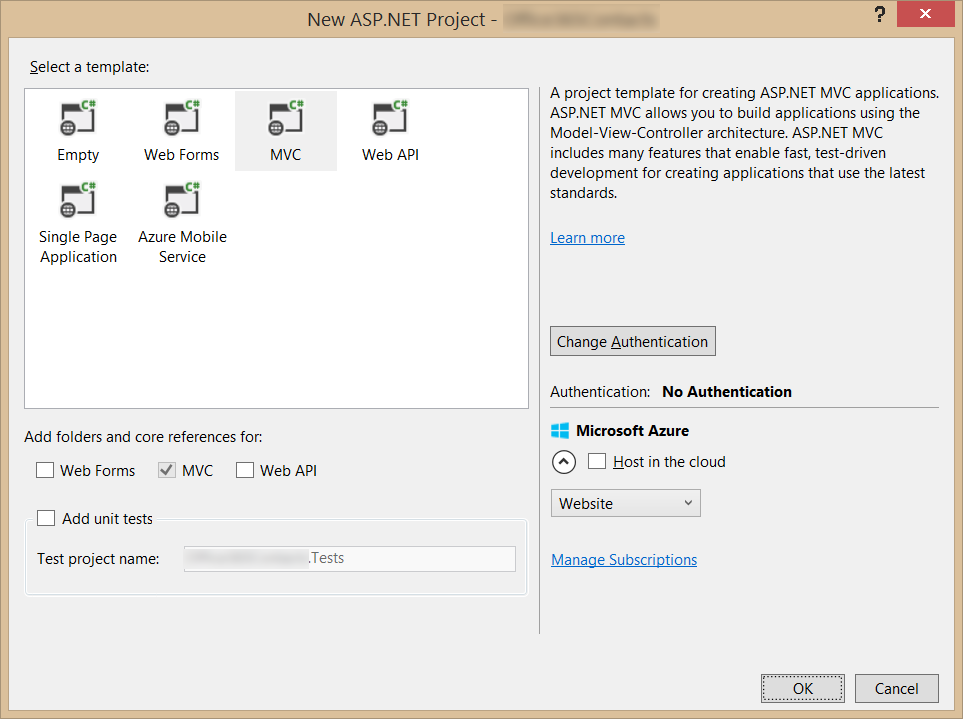 New ASP.NET Project -
?
Select a template:
C# C# C# C#
Empty Web Forms MVC Web API
C# C#
Single Page Azure Mobile
Application Service
A project template for creating ASP.NET MVC applications.
ASP.NET MVC allows you to build applications using the
Model-View-Controller architecture. ASP.NET MVC
includes many features that enable fast, test-driven
development for creating applications that use the latest
standards.
Learn more
Change Authentication
Authentication: No Authentication
Microsoft Azure
Host in the cloud
Website
Manage Subscriptions
Add folders and core references for:
Web Forms MVC Web API
Add unit tests
Test project name: .Tests
OK Cancel